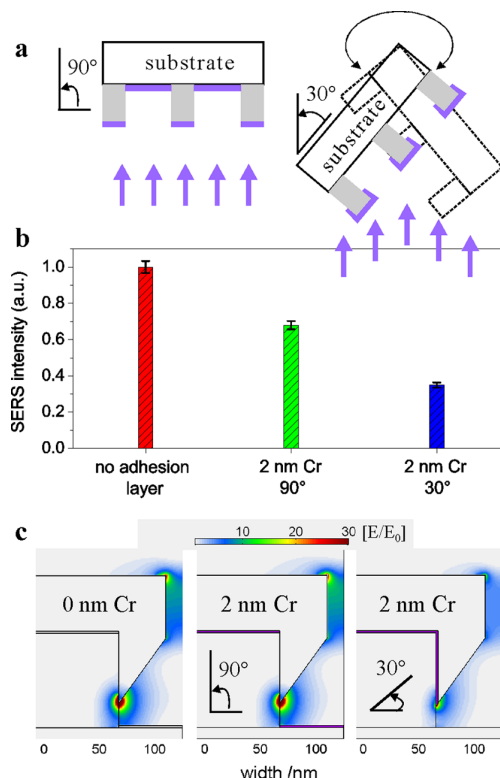 a
90°
substrate
30°
substrate
b
SERS intensity (a.u.)
1.0
0.8
0.6
0.4
0.2
0.0
no adhesion
layer
2 nm Cr
90°
2 nm Cr
30°
c
10 20 30 [E/E₀]
0 nm Cr
2 nm Cr
2 nm Cr
90°
30°
0 50 100
0 50 100
0 50 100
width /nm